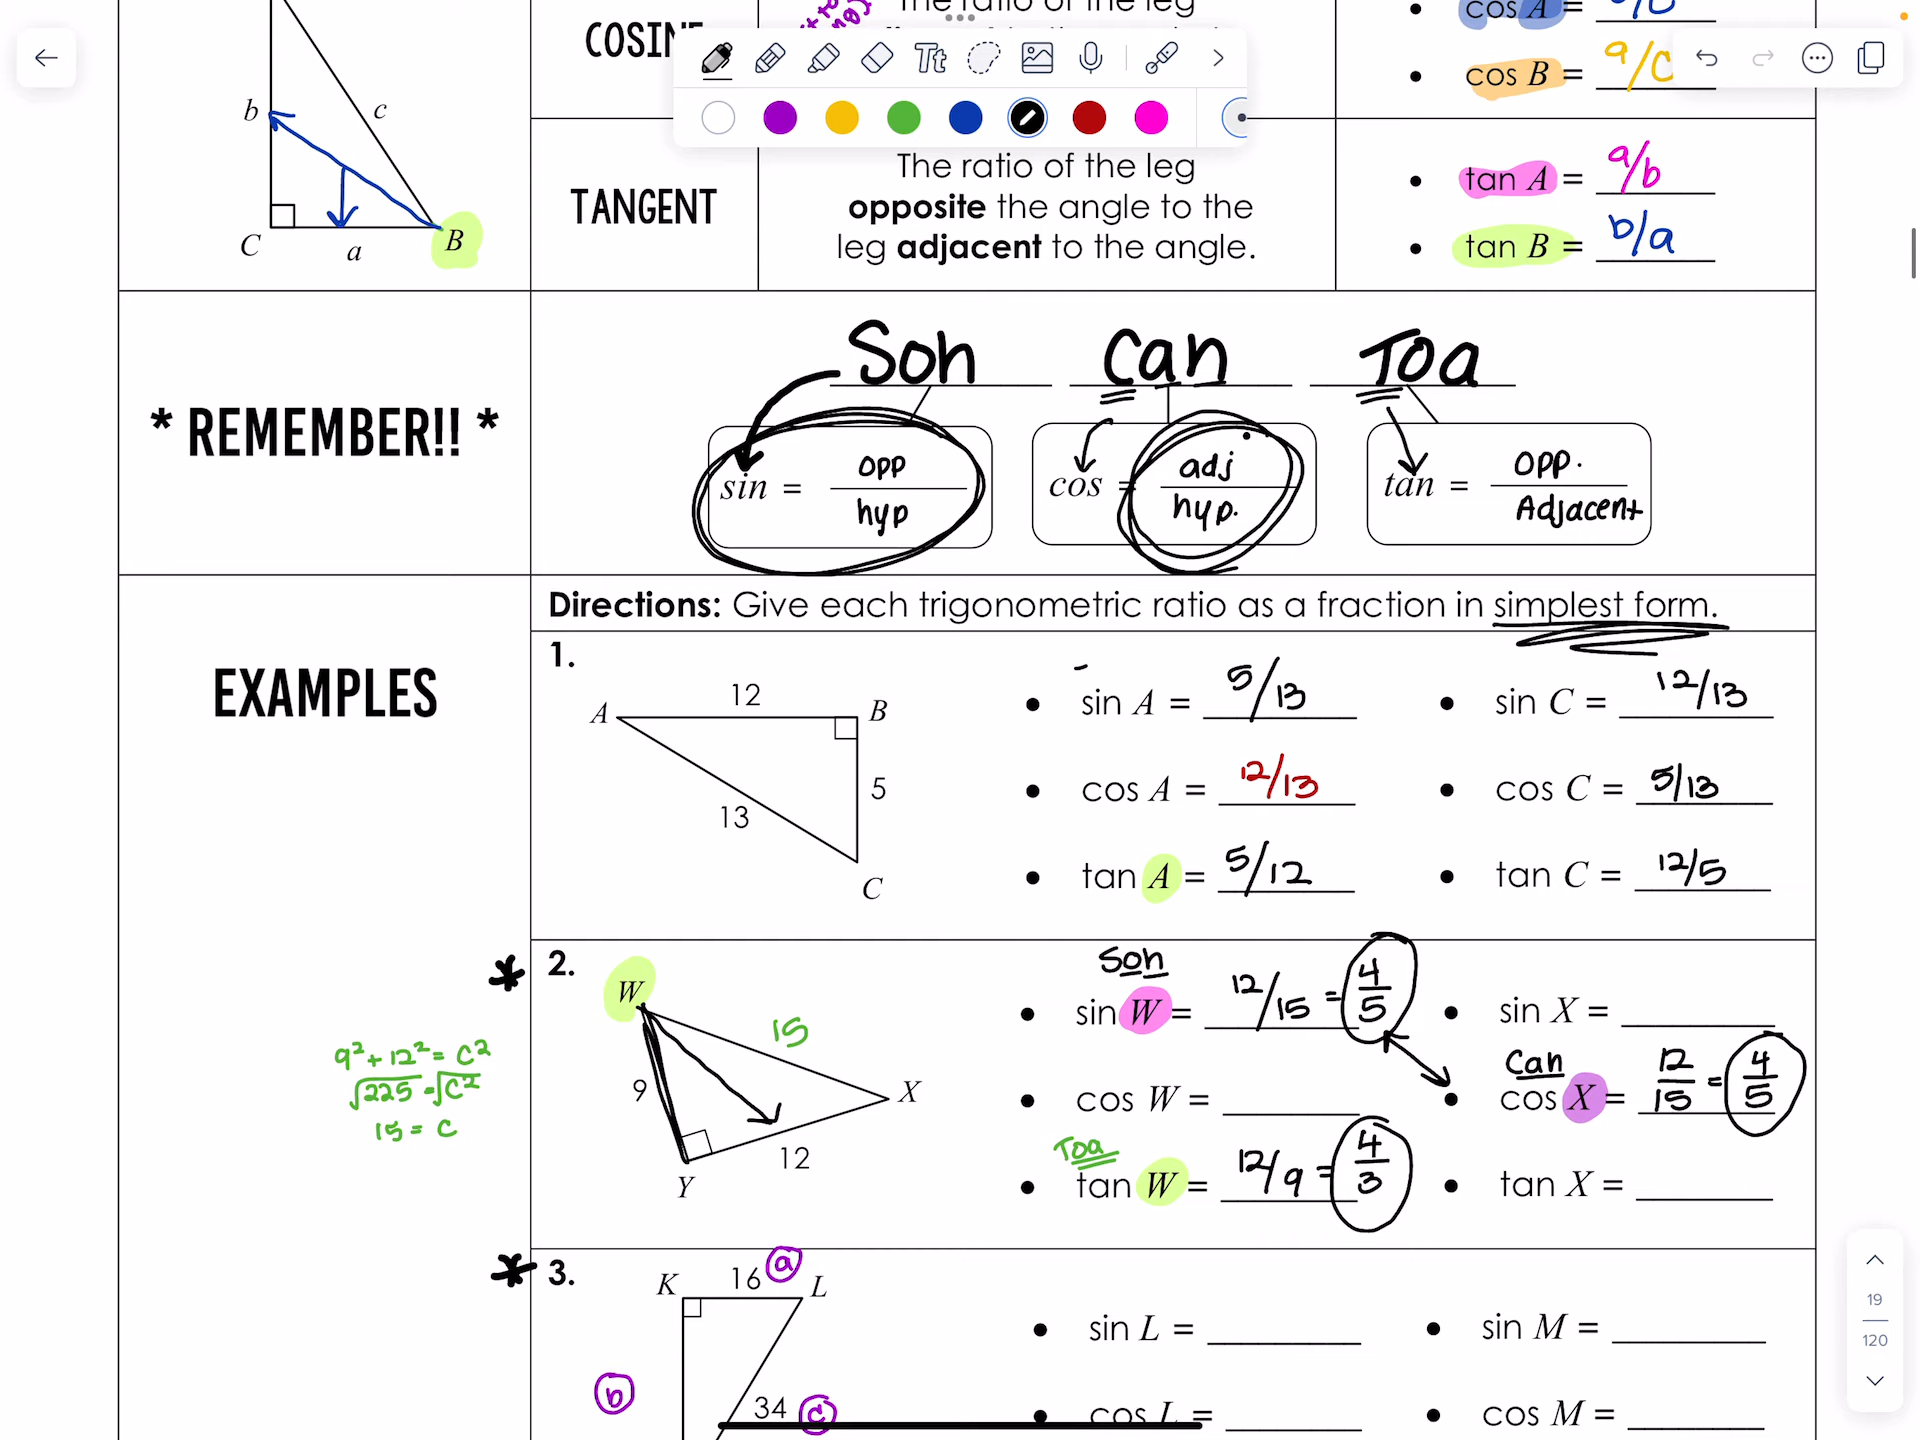 The ratio of the leg
COSINE
cos A =
cos B = a/c
b
c
C
a
B
TANGENT
The ratio of the leg
opposite the angle to the
leg adjacent to the angle.
tan A = a/b
tan B = b/a
* REMEMBER!! *
Soh Cah Toa
sin = opp
hyp
cos = adj
hyp.
tan = opp.
Adjacent
EXAMPLES
Directions: Give each trigonometric ratio as a fraction in simplest form.
1.
A
12
B
5
13
C
sin A = 5/13
sin C = 12/13
cos A = 12/13
cos C = 5/13
tan A = 5/12
tan C = 12/5
2.
W
15
9
X
12
Y
9² + 12² = C²
√225 = √C²
15 = C
Soh
sin W = 12/15 = 4/5
sin X =
cos W =
Cah
cos X = 12/15 = 4/5
Toa
tan W = 12/9 = 4/3
tan X =
3.
K
16
a
L
b
34
c
sin L =
sin M =
cos L =
cos M =
Tt
19
120